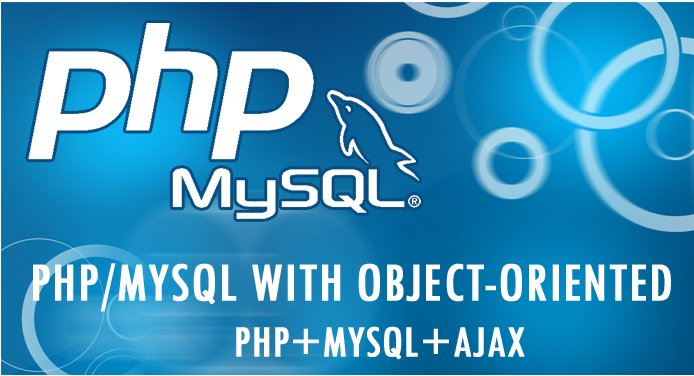 php
MySQL®
PHP/MYSQL WITH OBJECT-ORIENTED
PHP+MYSQL+AJAX